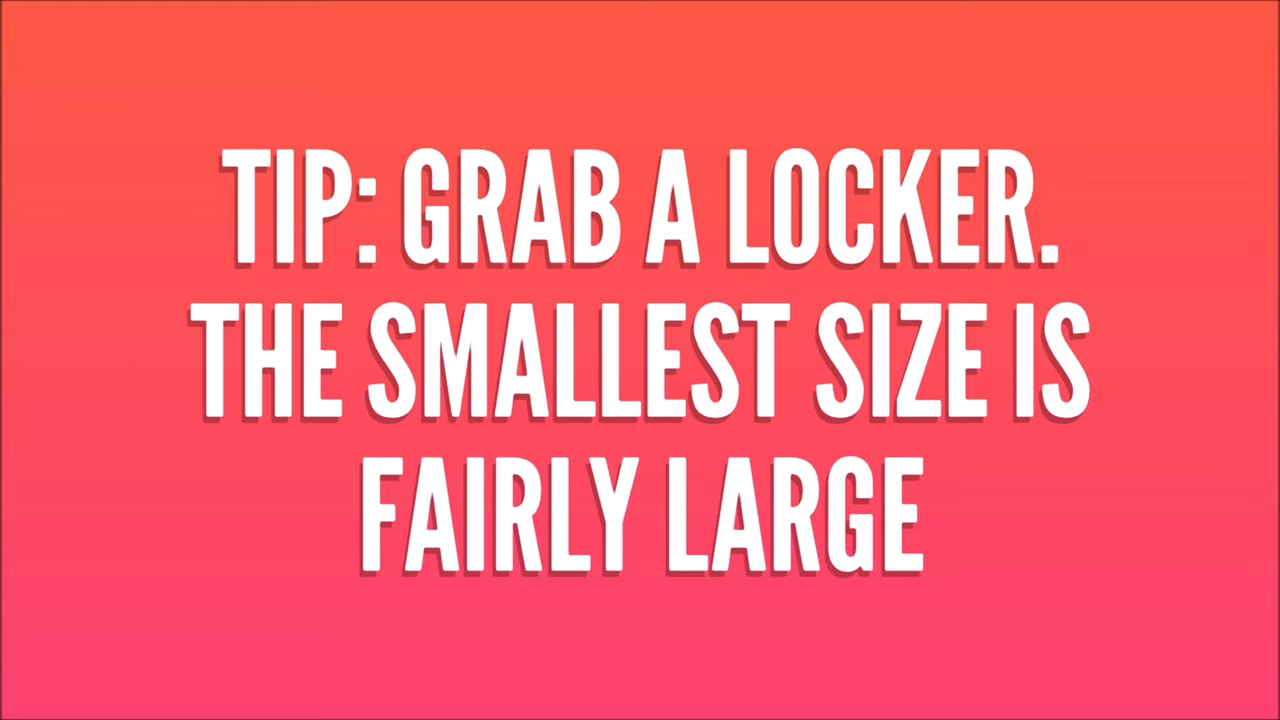 TIP: GRAB A LOCKER.
THE SMALLEST SIZE IS
FAIRLY LARGE